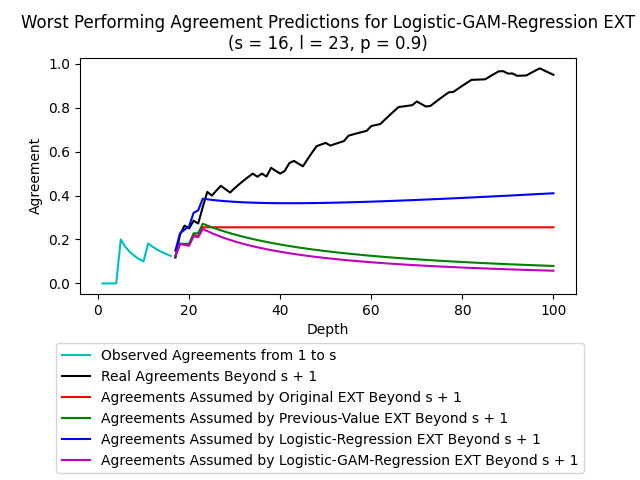 Worst Performing Agreement Predictions for Logistic-GAM-Regression EXT
(s = 16, l = 23, p = 0.9)
1.0
0.8
0.6
0.4
0.2
0.0
Agreement
0 20 40 60 80 100
Depth
Observed Agreements from 1 to s
Real Agreements Beyond s + 1
Agreements Assumed by Original EXT Beyond s + 1
Agreements Assumed by Previous-Value EXT Beyond s + 1
Agreements Assumed by Logistic-Regression EXT Beyond s + 1
Agreements Assumed by Logistic-GAM-Regression EXT Beyond s + 1